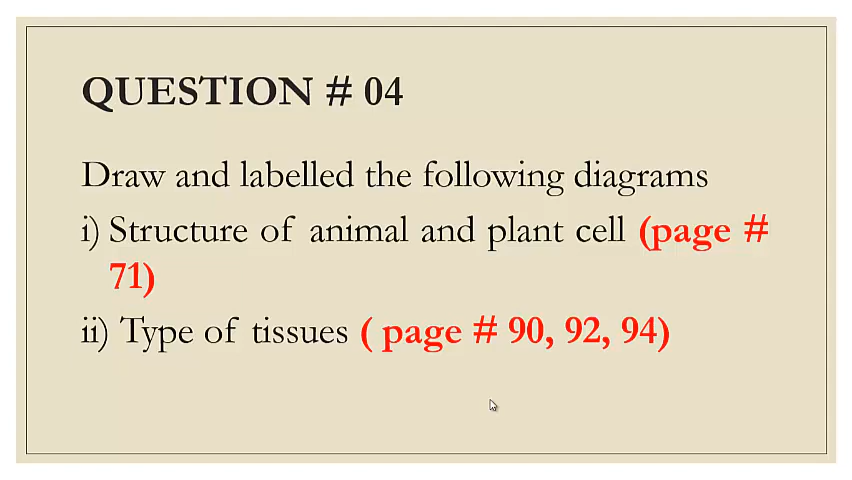 QUESTION # 04
Draw and labelled the following diagrams
i) Structure of animal and plant cell (page #
71)
ii) Type of tissues ( page # 90, 92, 94)